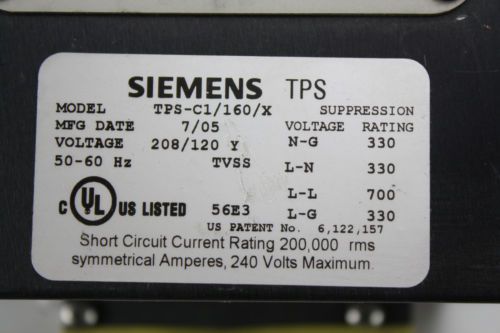 SIEMENS TPS
MODEL TPS-C1/160/X SUPPRESSION
MFG DATE 7/05 VOLTAGE RATING
VOLTAGE 208/120 Y N-G 330
50-60 Hz TVSS L-N 330
L-L 700
C UL US LISTED 56E3 L-G 330
US PATENT No. 6,122,157
Short Circuit Current Rating 200,000 rms
symmetrical Amperes, 240 Volts Maximum.